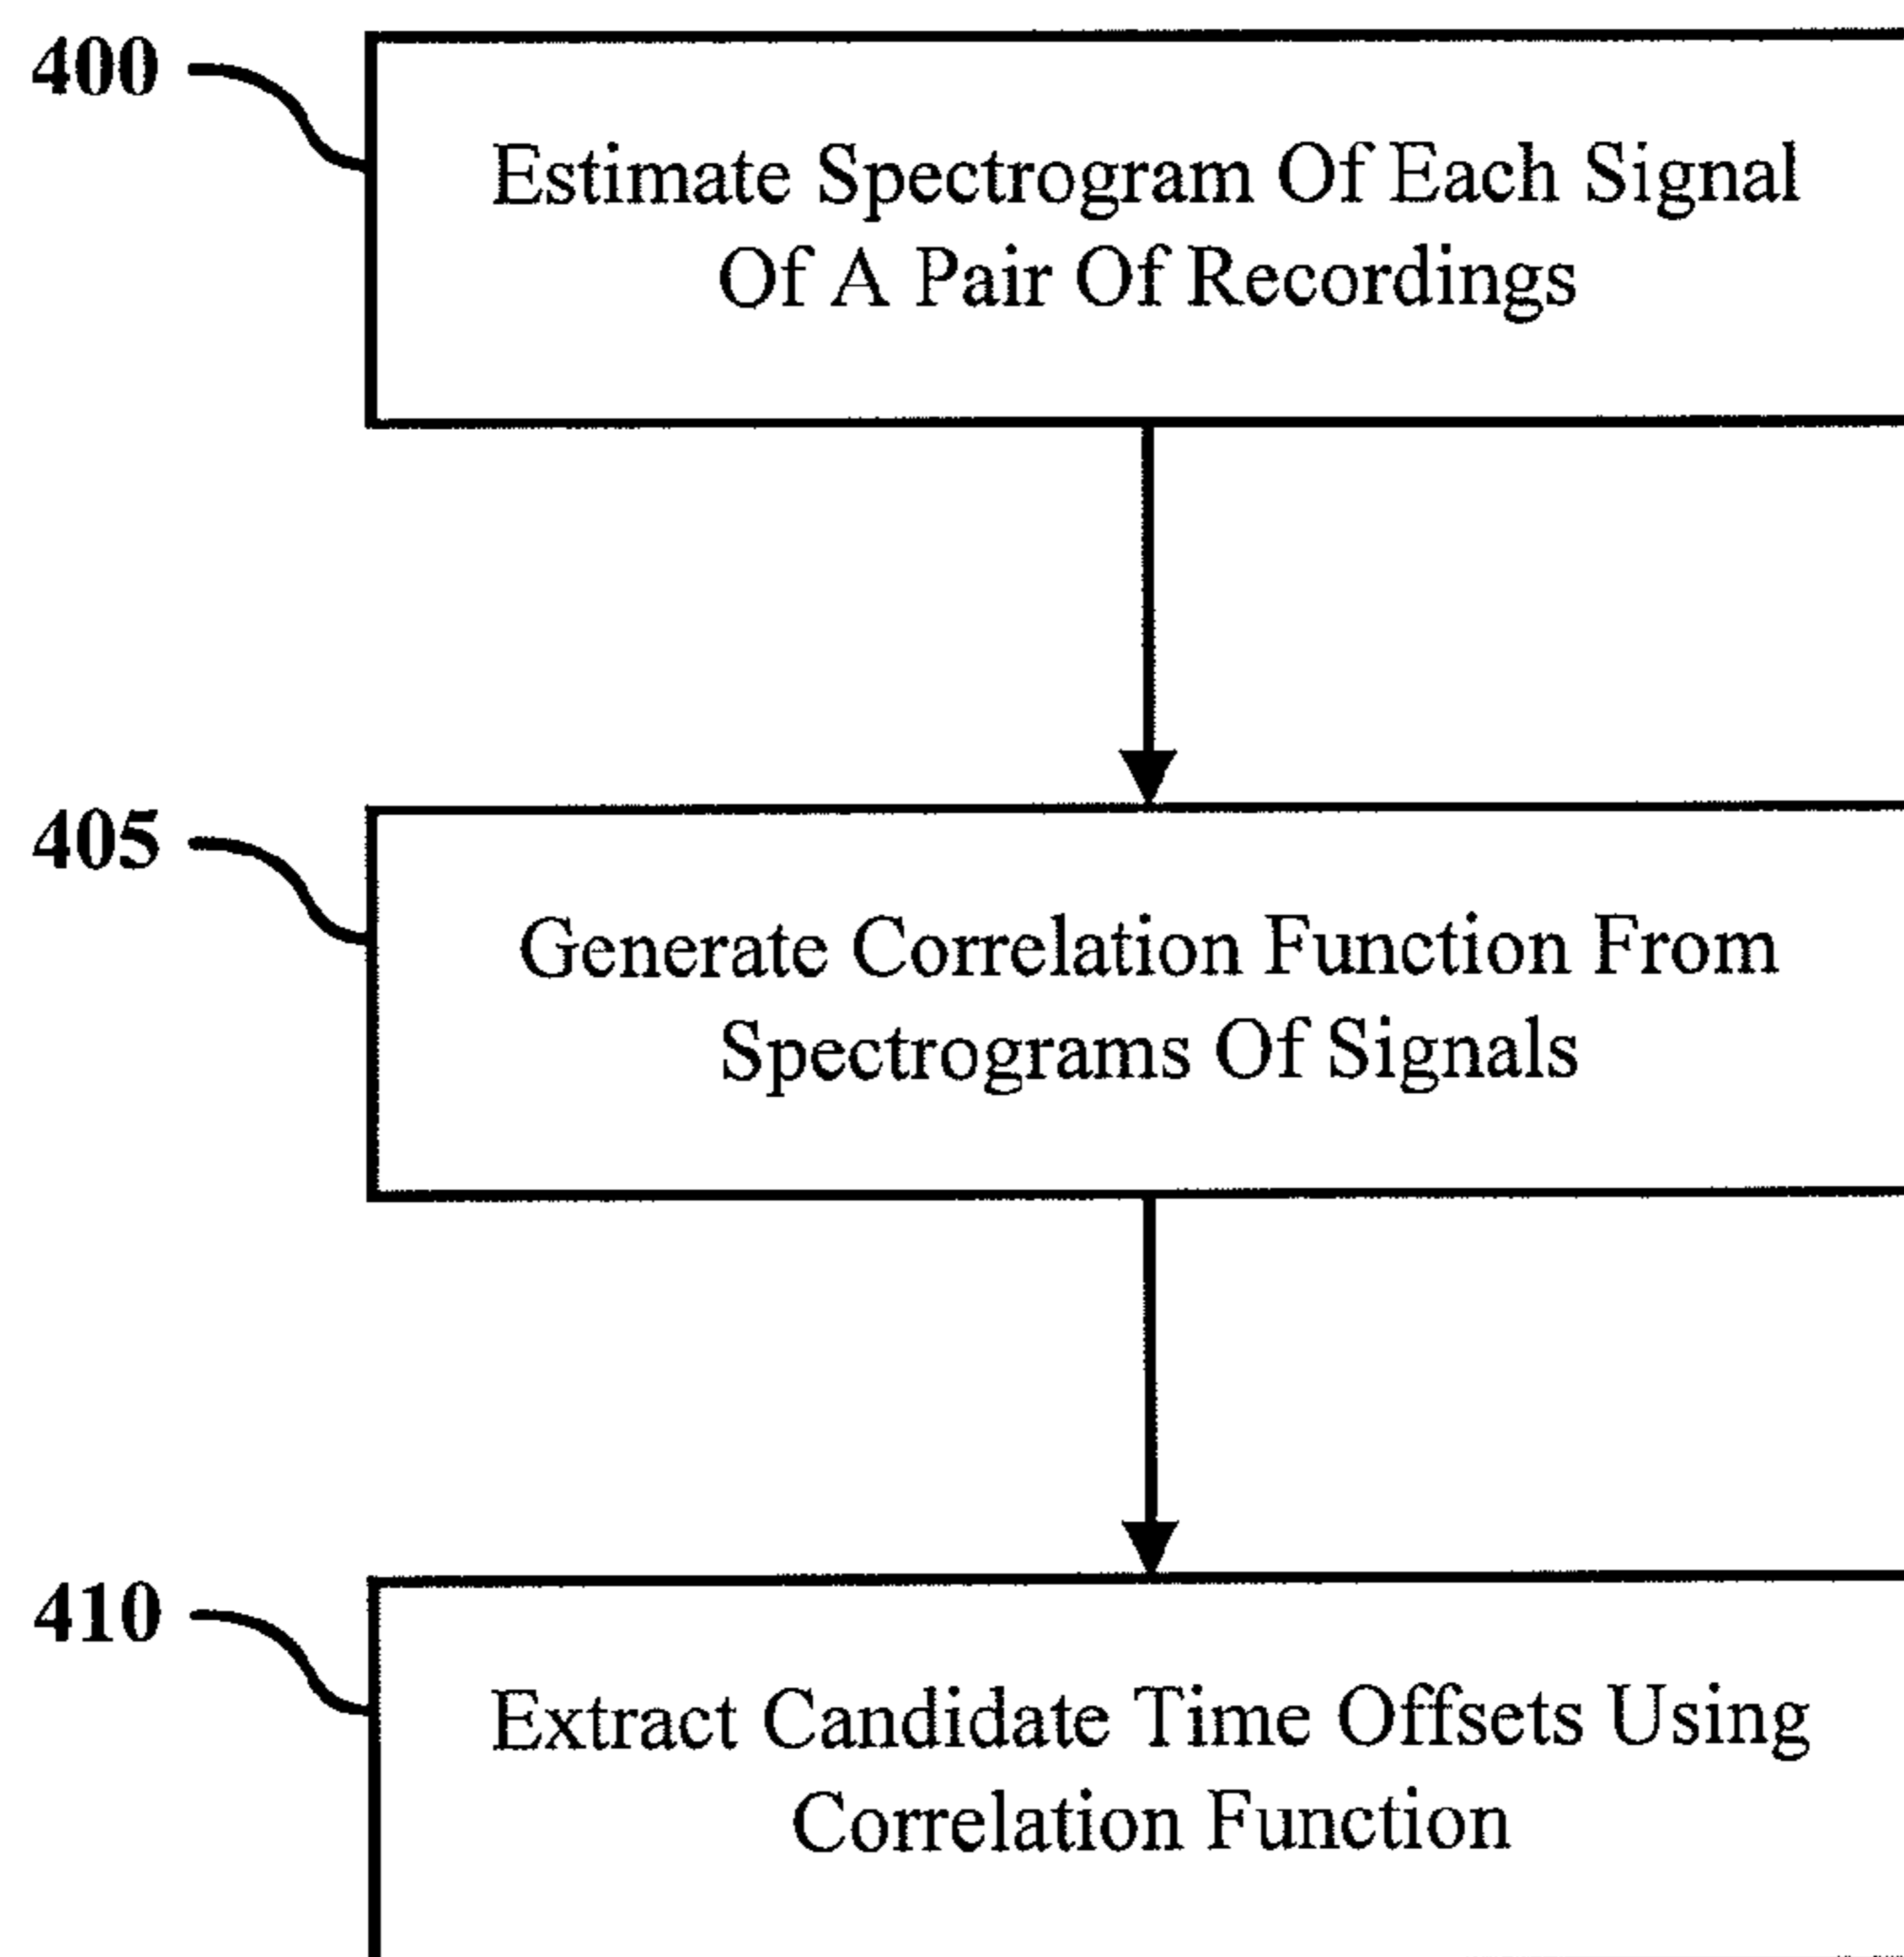 400
Estimate Spectrogram Of Each Signal
Of A Pair Of Recordings
405
Generate Correlation Function From
Spectrograms Of Signals
410
Extract Candidate Time Offsets Using
Correlation Function